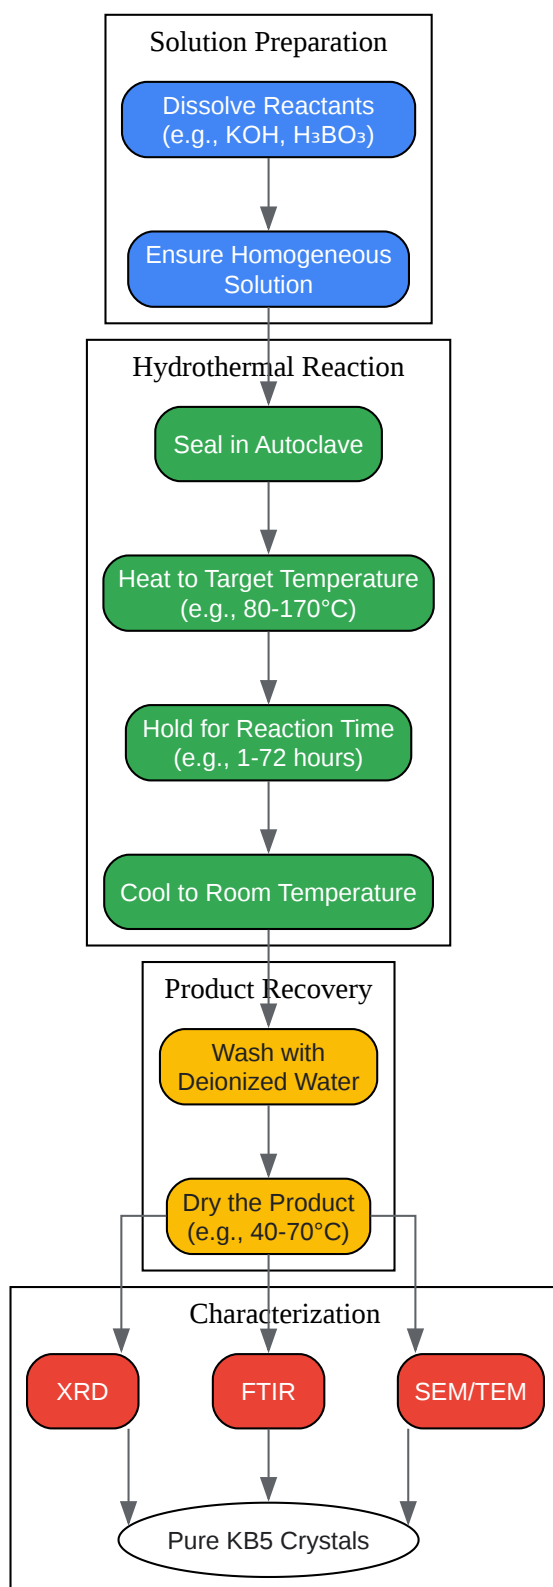 Solution Preparation
Dissolve Reactants
(e.g., KOH, H₃BO₃)
Ensure Homogeneous
Solution
Hydrothermal Reaction
Seal in Autoclave
Heat to Target Temperature
(e.g., 80-170°C)
Hold for Reaction Time
(e.g., 1-72 hours)
Cool to Room Temperature
Product Recovery
Wash with
Deionized Water
Dry the Product
(e.g., 40-70°C)
Characterization
XRD
FTIR
SEM/TEM
Pure KB5 Crystals